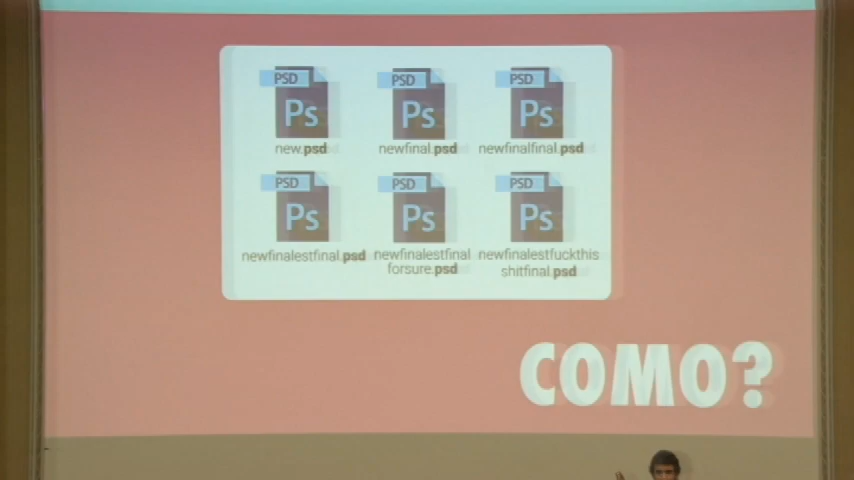 PSD PSD PSD
Ps Ps Ps
new.psd newfinal.psd newfinalfinal.psd
PSD PSD PSD
Ps Ps Ps
newfinalestfinal.psd newfinalestfinal newfinalestfuckthis
forsure.psd shitfinal.psd
COMO?